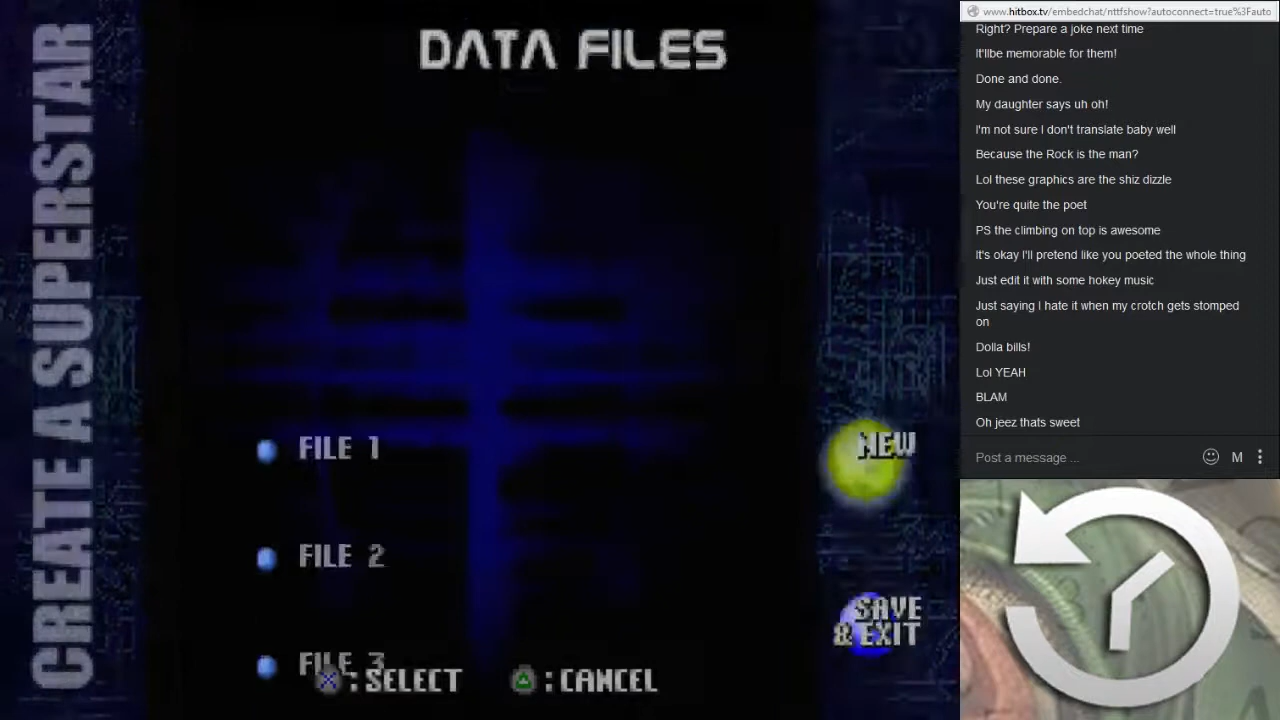 CREATE A SUPERSTAR
DATA FILES
FILE 1
FILE 2
FILE 3
NEW
SAVE
& EXIT
:SELECT
:CANCEL
www.hitbox.tv/embedchat/nttfshow?autoconnect=true%3Fauto
Right? Prepare a joke next time
It'llbe memorable for them!
Done and done.
My daughter says uh oh!
I'm not sure I don't translate baby well
Because the Rock is the man?
Lol these graphics are the shiz dizzle
You're quite the poet
PS the climbing on top is awesome
It's okay I'll pretend like you poeted the whole thing
Just edit it with some hokey music
Just saying I hate it when my crotch gets stomped
on
Dolla bills!
Lol YEAH
BLAM
Oh jeez thats sweet
Post a message ...
M